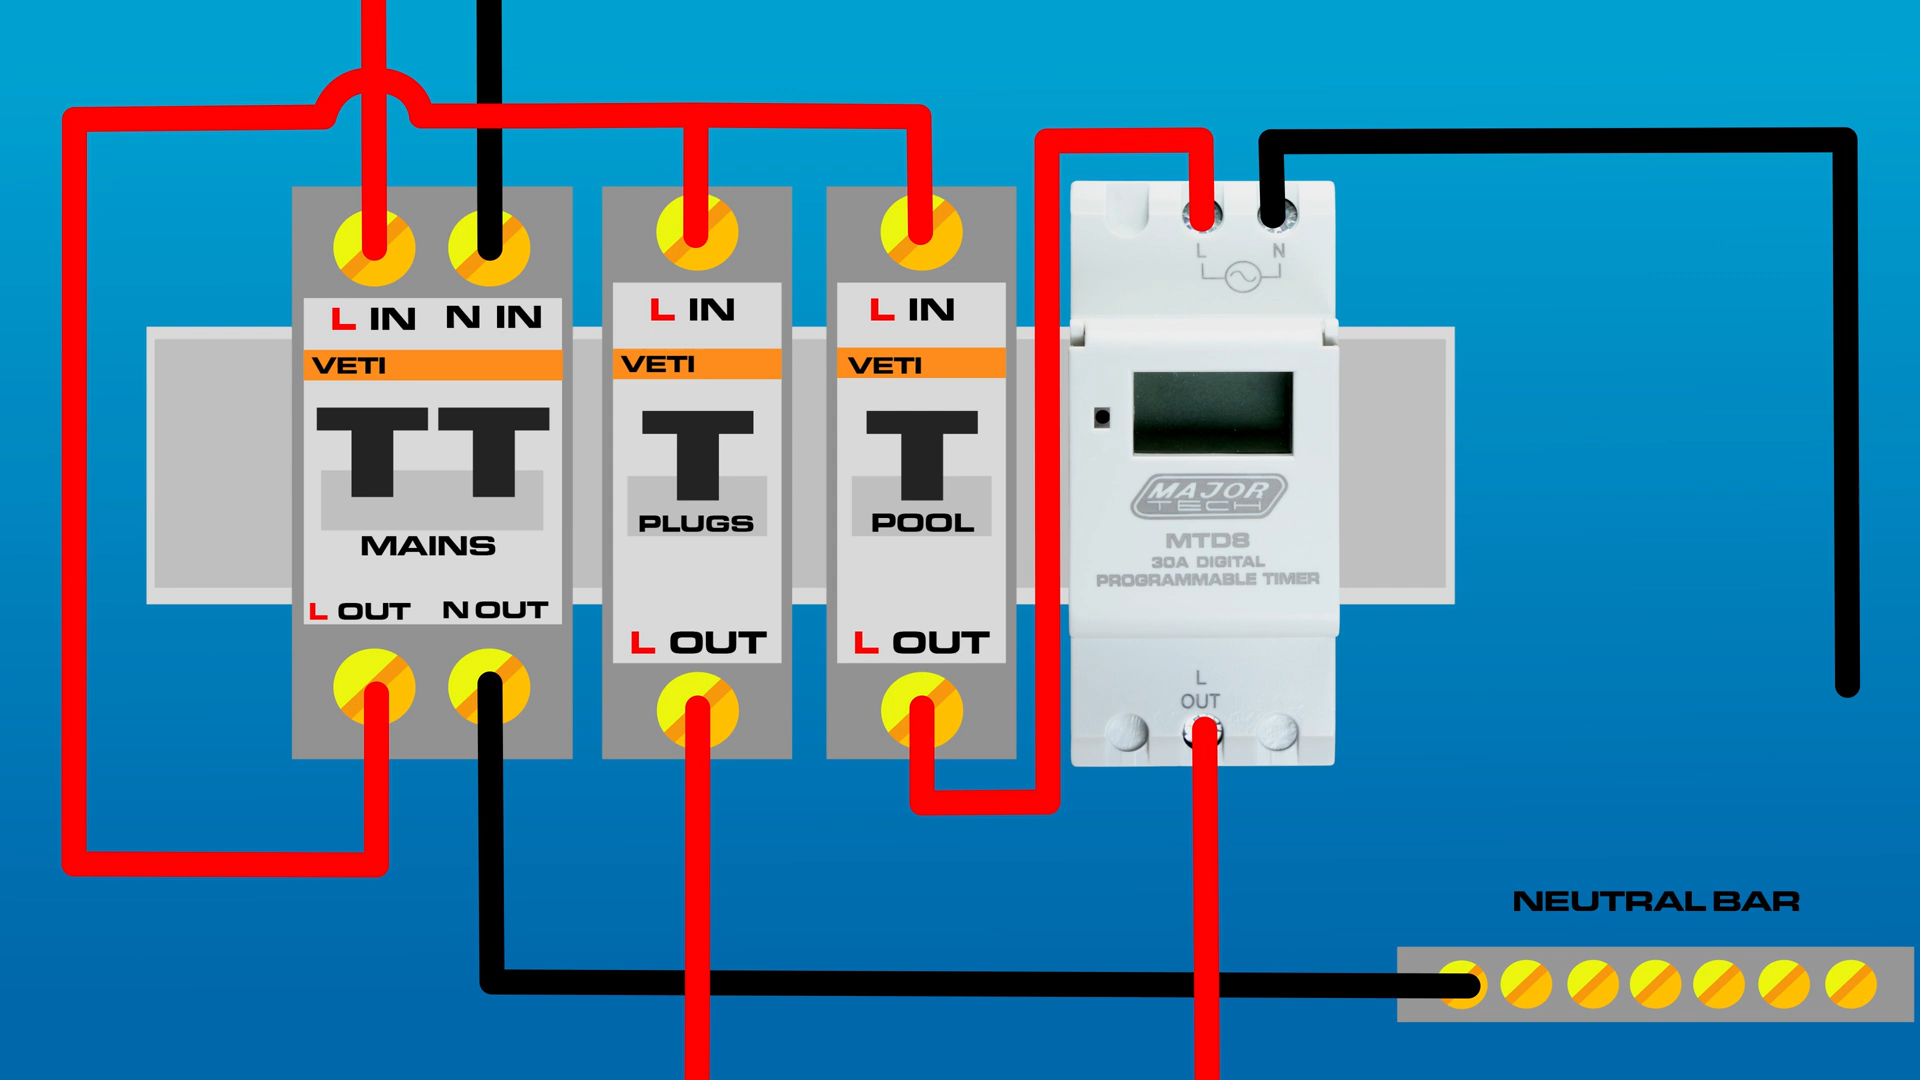 L IN N IN
VETI
MAINS
L OUT N OUT
L IN
VETI
PLUGS
L OUT
L IN
VETI
POOL
L OUT
L N
MAJOR
TECH
MTD8
30A DIGITAL
PROGRAMMABLE TIMER
L
OUT
NEUTRAL BAR